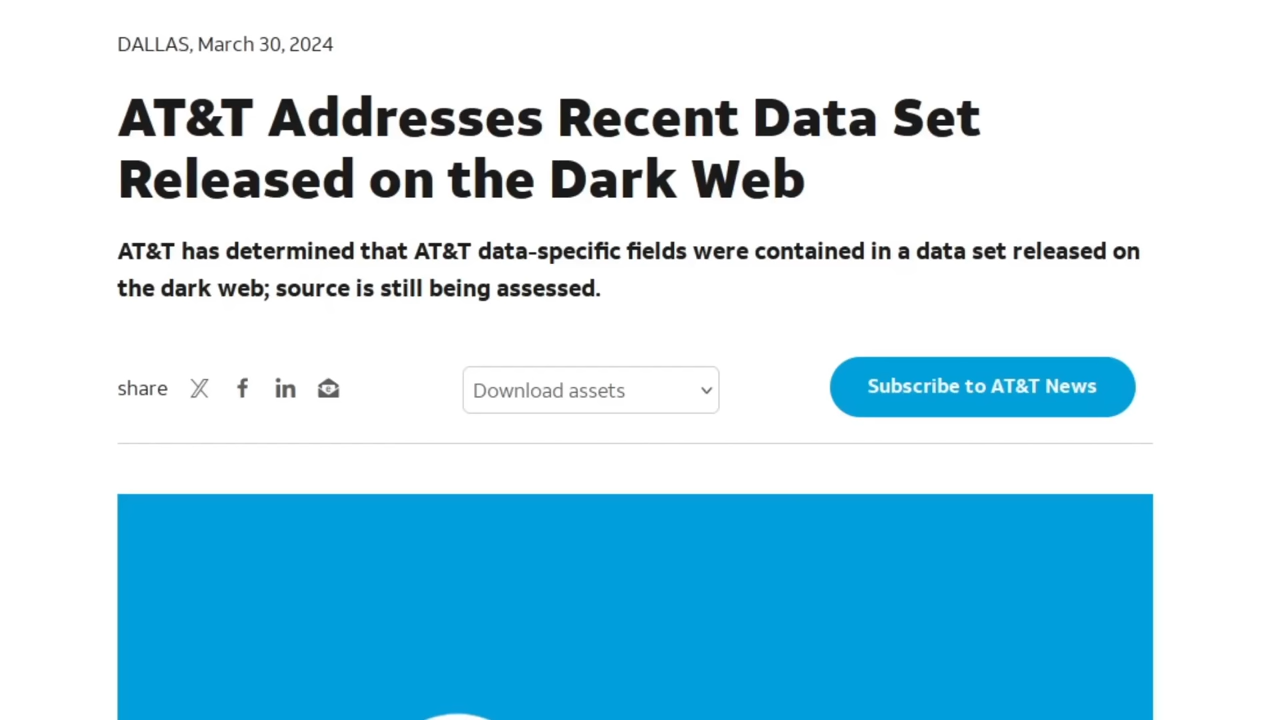 DALLAS, March 30, 2024
AT&T Addresses Recent Data Set
Released on the Dark Web
AT&T has determined that AT&T data-specific fields were contained in a data set released on
the dark web; source is still being assessed.
share
Download assets
Subscribe to AT&T News